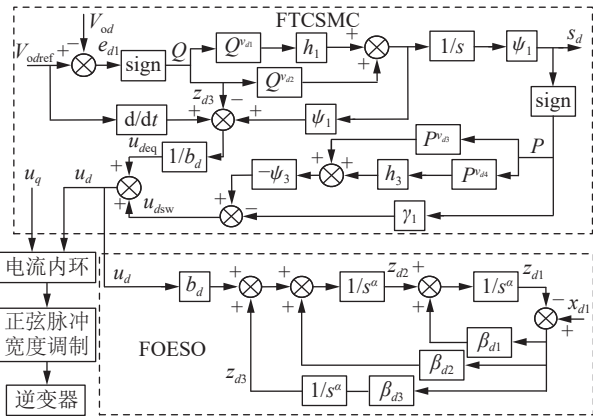 V_od FTCSMC
V_odref + − e_d1 sign Q Q^{v_d1} h_1 + + 1/s ψ_1 s_d
Q^{v_d2}
z_d3 sign
d/dt + − + ψ_1
u_deq 1/b_d P^{v_d3} P
u_q u_d + + −ψ_3 + + h_3 P^{v_d4}
u_dsw + − γ_1
电流内环
u_d b_d + + + + 1/s^α z_d2 + + 1/s^α z_d1
− x_d1 +
正弦脉冲
宽度调制
FOESO β_d1
β_d2
z_d3 1/s^α β_d3
逆变器